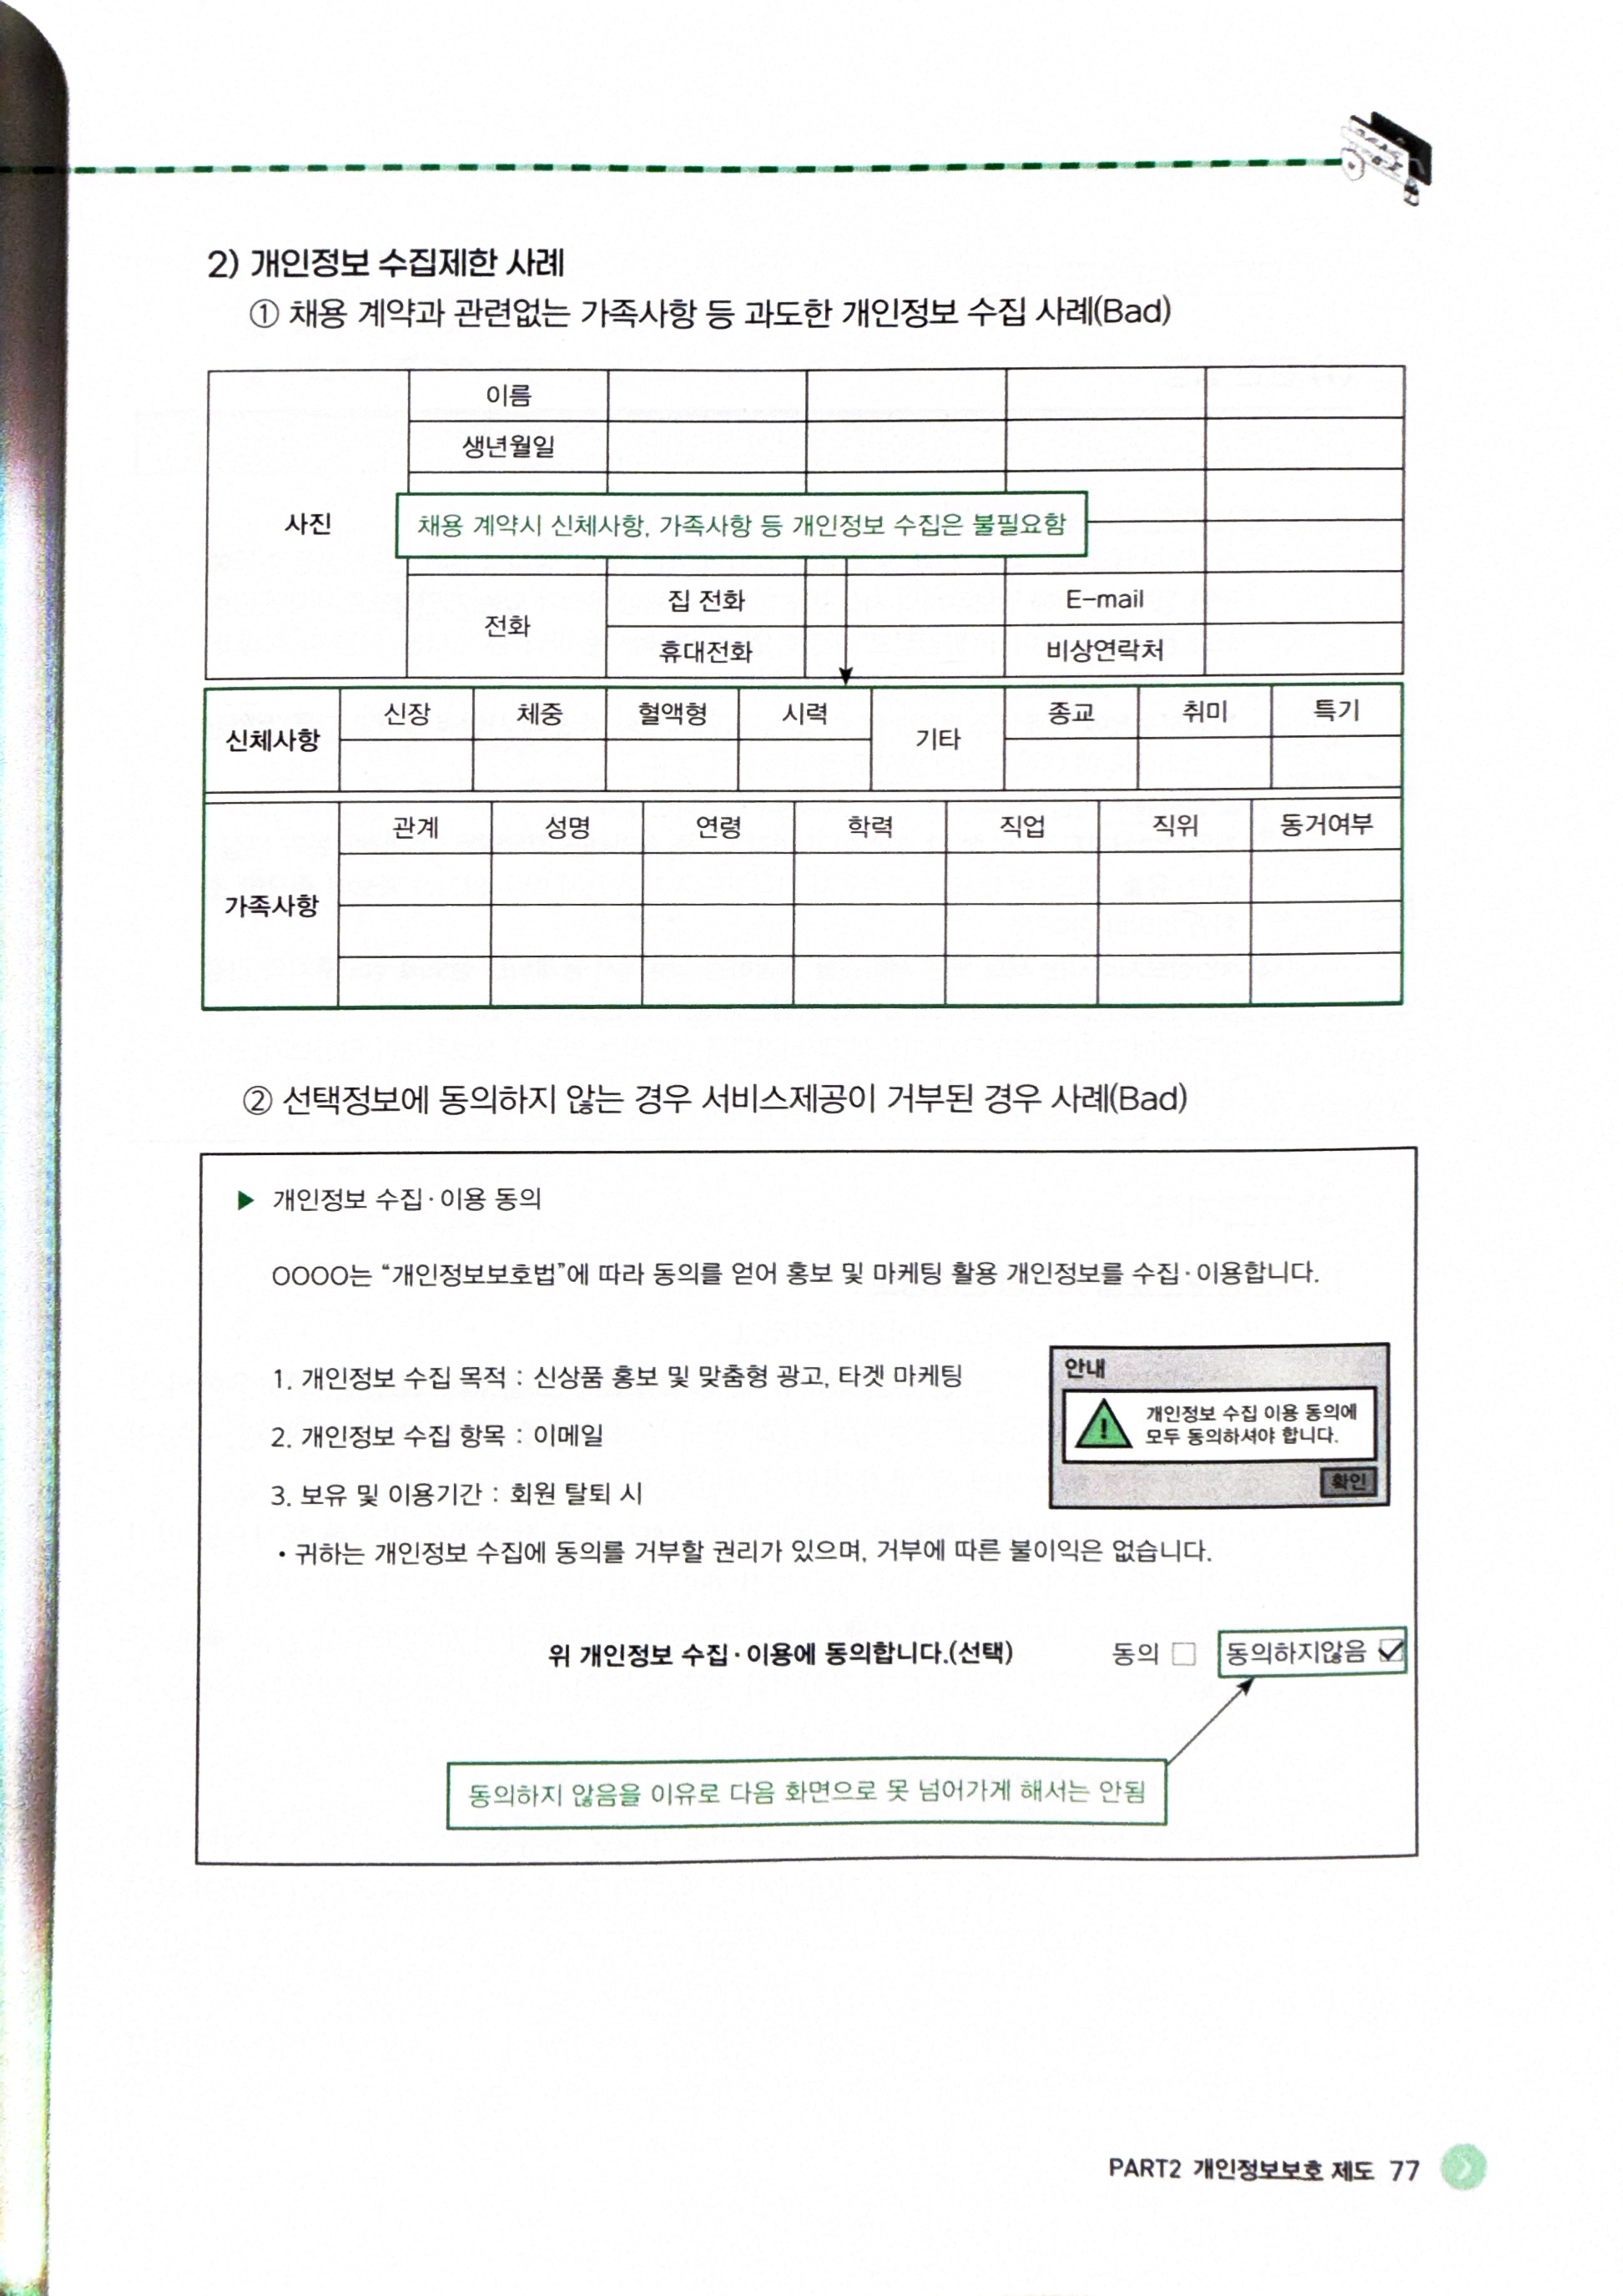 2) 개인정보 수집제한 사례
① 채용 계약과 관련없는 가족사항 등 과도한 개인정보 수집 사례(Bad)
이름
생년월일
사진
채용 계약시 신체사항, 가족사항 등 개인정보 수집은 불필요함
전화 집 전화 E-mail
휴대전화 비상연락처
신체사항 신장 체중 혈액형 시력 기타 종교 취미 특기
관계 성명 연령 학력 직업 직위 동거여부
가족사항
② 선택정보에 동의하지 않는 경우 서비스제공이 거부된 경우 사례(Bad)
▶ 개인정보 수집·이용 동의
OOOO는 “개인정보보호법”에 따라 동의를 얻어 홍보 및 마케팅 활용 개인정보를 수집·이용합니다.
1. 개인정보 수집 목적 : 신상품 홍보 및 맞춤형 광고, 타겟 마케팅
2. 개인정보 수집 항목 : 이메일
3. 보유 및 이용기간 : 회원 탈퇴 시
안내
개인정보 수집 이용 동의에
모두 동의하셔야 합니다.
확인
• 귀하는 개인정보 수집에 동의를 거부할 권리가 있으며, 거부에 따른 불이익은 없습니다.
위 개인정보 수집·이용에 동의합니다.(선택) 동의 □ 동의하지않음 ☑
동의하지 않음을 이유로 다음 화면으로 못 넘어가게 해서는 안됨
PART2 개인정보보호 제도 77